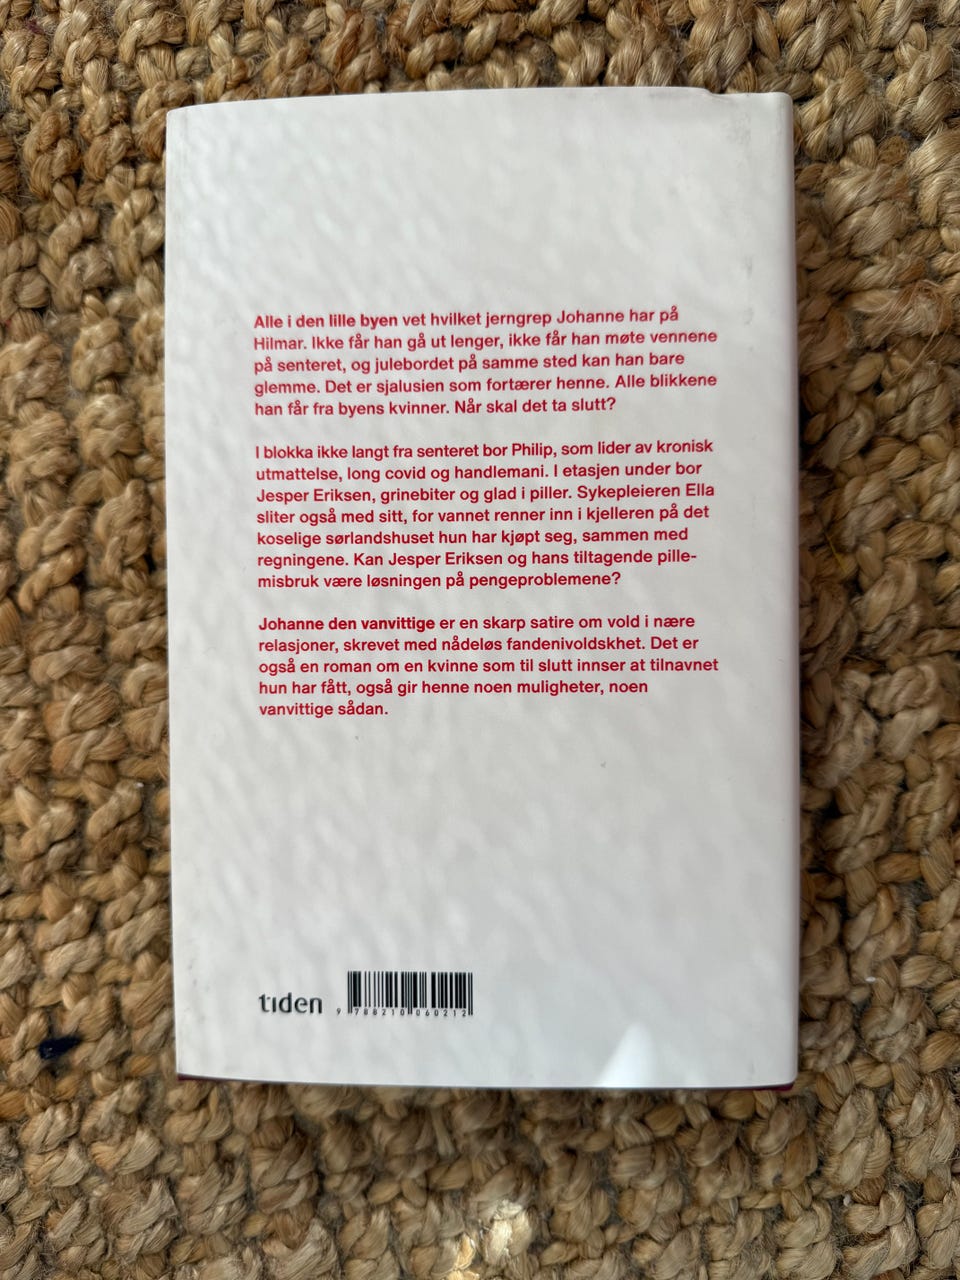 Alle i den lille byen vet hvilket jerngrep Johanne har på
Hilmar. Ikke får han gå ut lenger, ikke får han møte vennene
på senteret, og julebordet på samme sted kan han bare
glemme. Det er sjalusien som fortærer henne. Alle blikkene
han får fra byens kvinner. Når skal det ta slutt?
I blokka ikke langt fra senteret bor Philip, som lider av kronisk
utmattelse, long covid og handlemani. I etasjen under bor
Jesper Eriksen, grinebiter og glad i piller. Sykepleieren Ella
sliter også med sitt, for vannet renner inn i kjelleren på det
koselige sørlandshuset hun har kjøpt seg, sammen med
regningene. Kan Jesper Eriksen og hans tiltagende pille-
misbruk være løsningen på pengeproblemene?
Johanne den vanvittige er en skarp satire om vold i nære
relasjoner, skrevet med nådeløs fandenivoldskhet. Det er
også en roman om en kvinne som til slutt innser at tilnavnet
hun har fått, også gir henne noen muligheter, noen
vanvittige sådan.
tiden
9 788210 060212